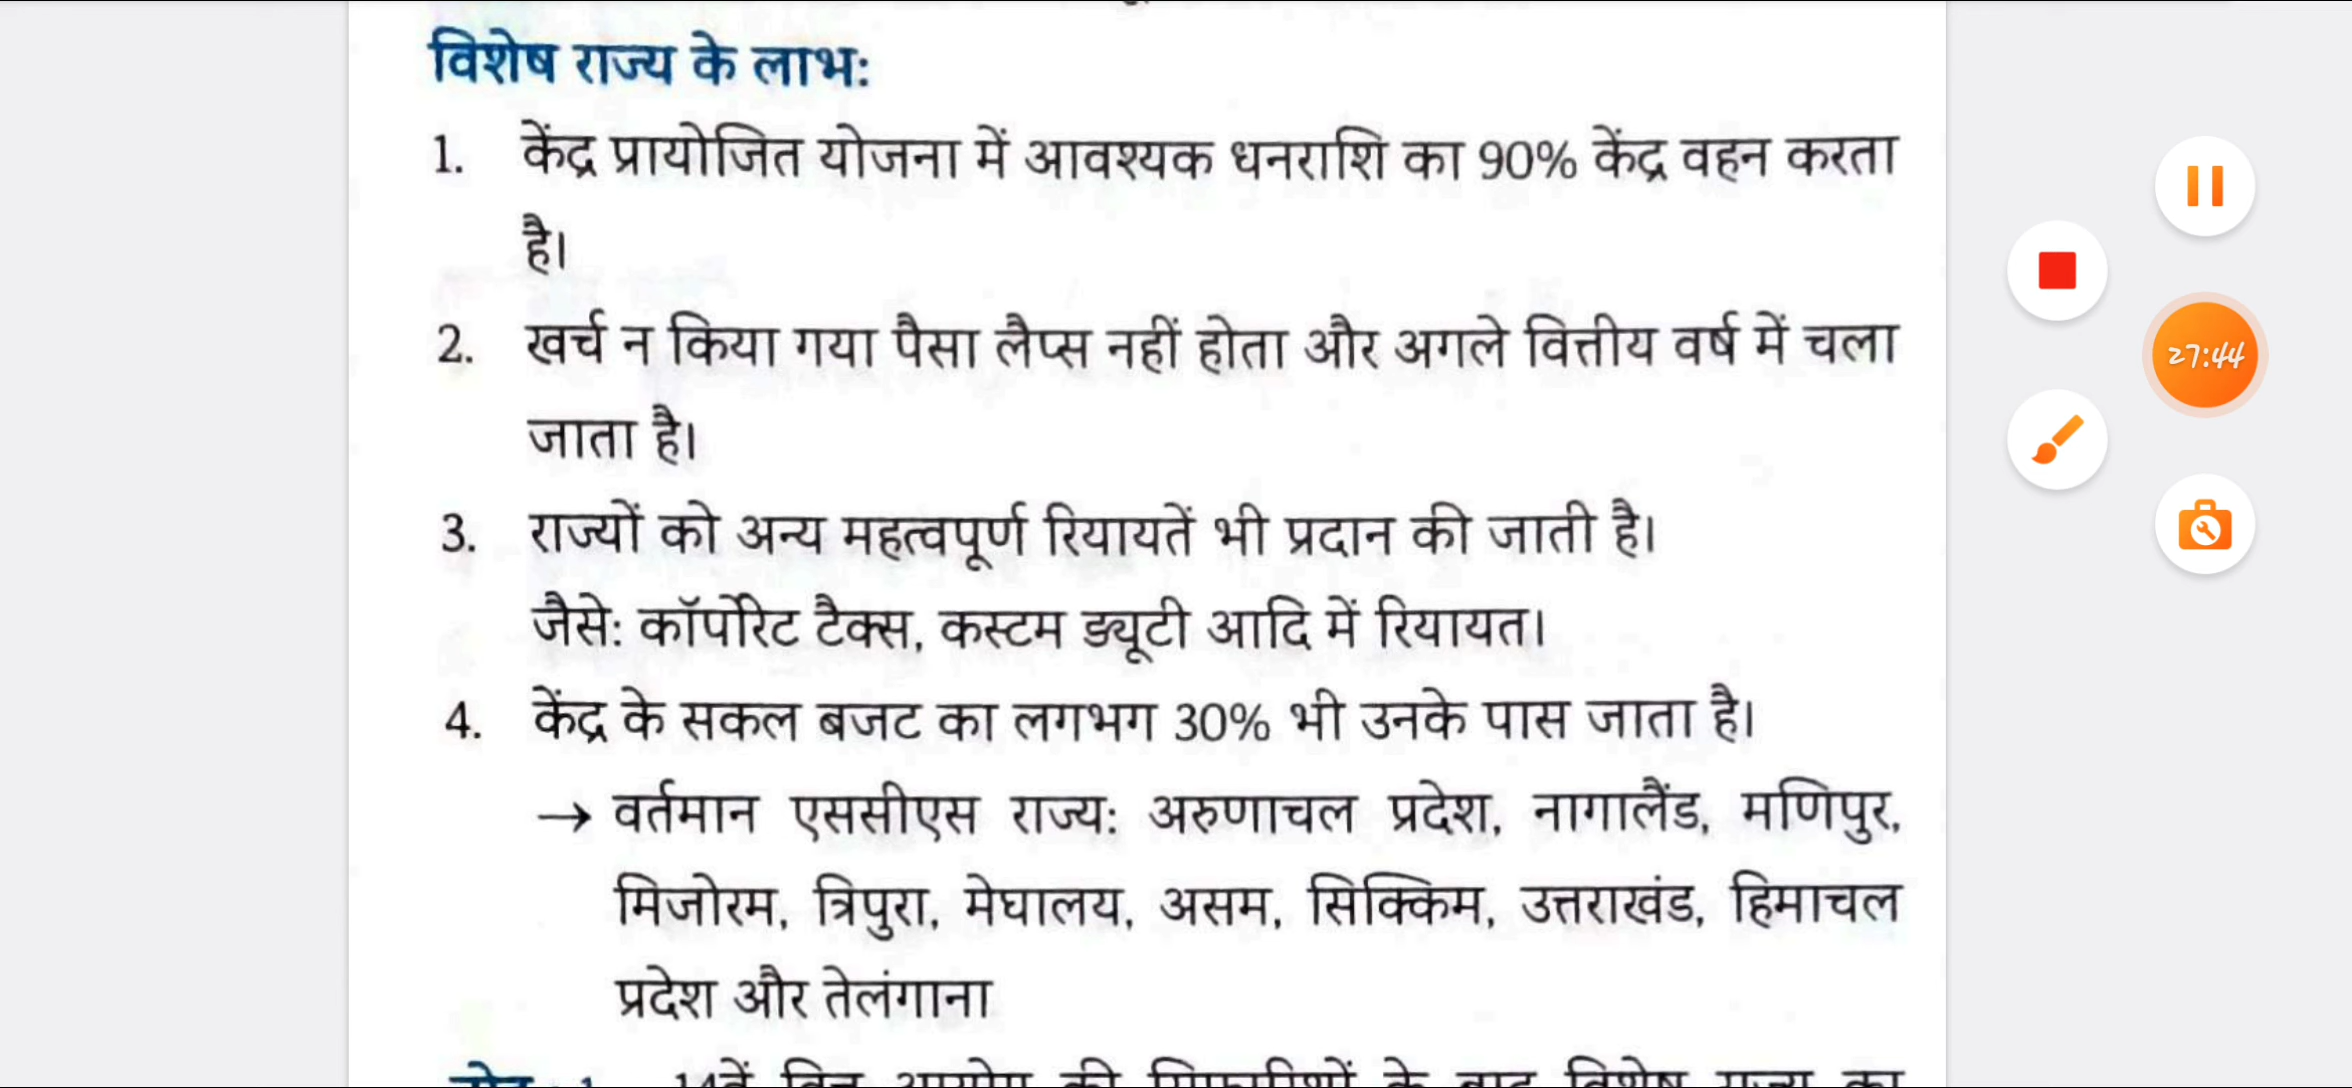 विशेष राज्य के लाभ:
1. केंद्र प्रायोजित योजना में आवश्यक धनराशि का 90% केंद्र वहन करता
है।
2. खर्च न किया गया पैसा लैप्स नहीं होता और अगले वित्तीय वर्ष में चला
जाता है।
3. राज्यों को अन्य महत्वपूर्ण रियायतें भी प्रदान की जाती है।
जैसे: कॉर्पोरेट टैक्स, कस्टम ड्यूटी आदि में रियायत।
4. केंद्र के सकल बजट का लगभग 30% भी उनके पास जाता है।
→ वर्तमान एससीएस राज्य: अरुणाचल प्रदेश, नागालैंड, मणिपुर,
मिजोरम, त्रिपुरा, मेघालय, असम, सिक्किम, उत्तराखंड, हिमाचल
प्रदेश और तेलंगाना
27:44